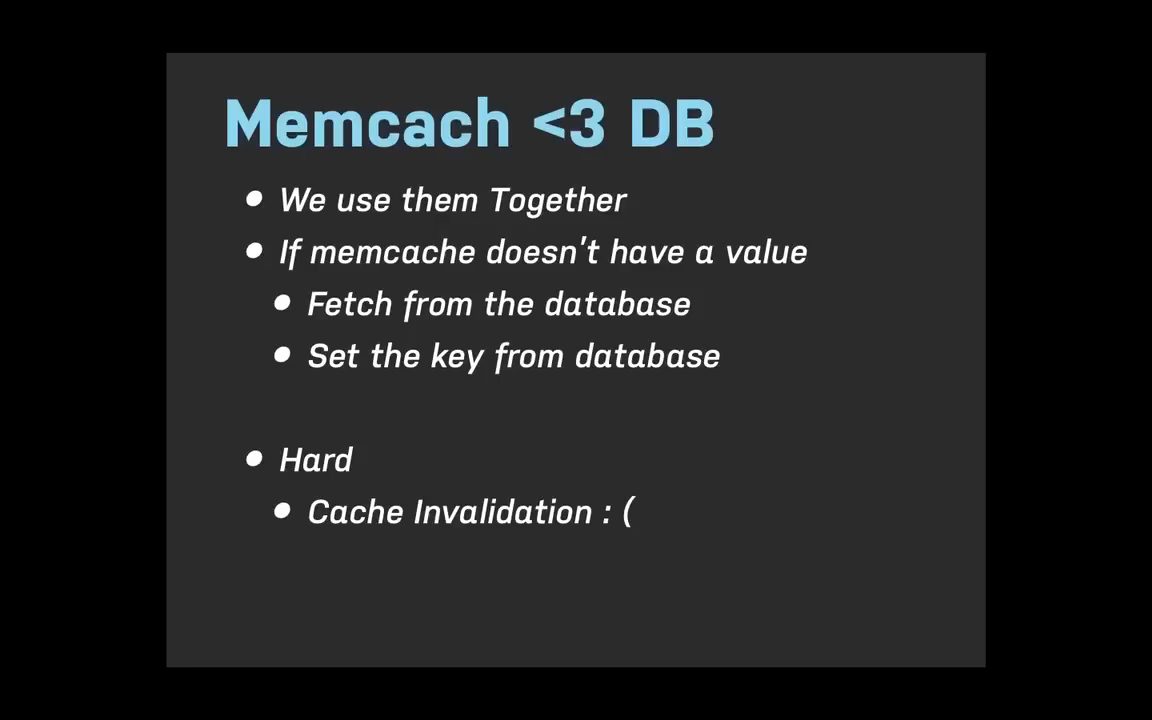 Memcach <3 DB
• We use them Together
• If memcache doesn't have a value
• Fetch from the database
• Set the key from database
• Hard
• Cache Invalidation : (